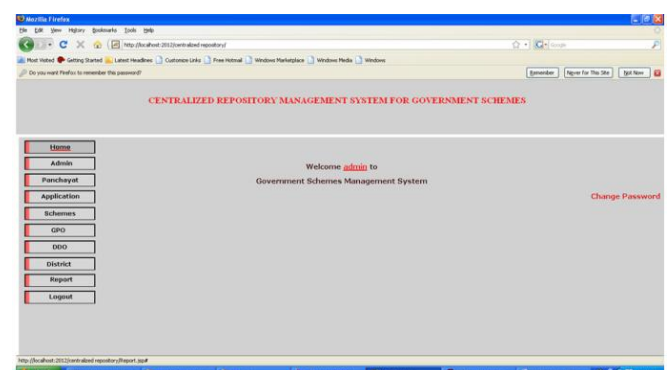 Mozilla Firefox
File Edit View History Bookmarks Tools Help
http://localhost:2012/centralized repository/
Google
Most Visited Getting Started Latest Headlines Customize Links Free Hotmail Windows Marketplace Windows Media Windows
Do you want Firefox to remember this password? Remember Never for This Site Not Now
CENTRALIZED REPOSITORY MANAGEMENT SYSTEM FOR GOVERNMENT SCHEMES
Home
Admin
Panchayat
Application
Schemes
GPO
DDO
District
Report
Logout
Welcome admin to
Government Schemes Management System
Change Password
http://localhost:2012/centralized repository/Report.jsp#